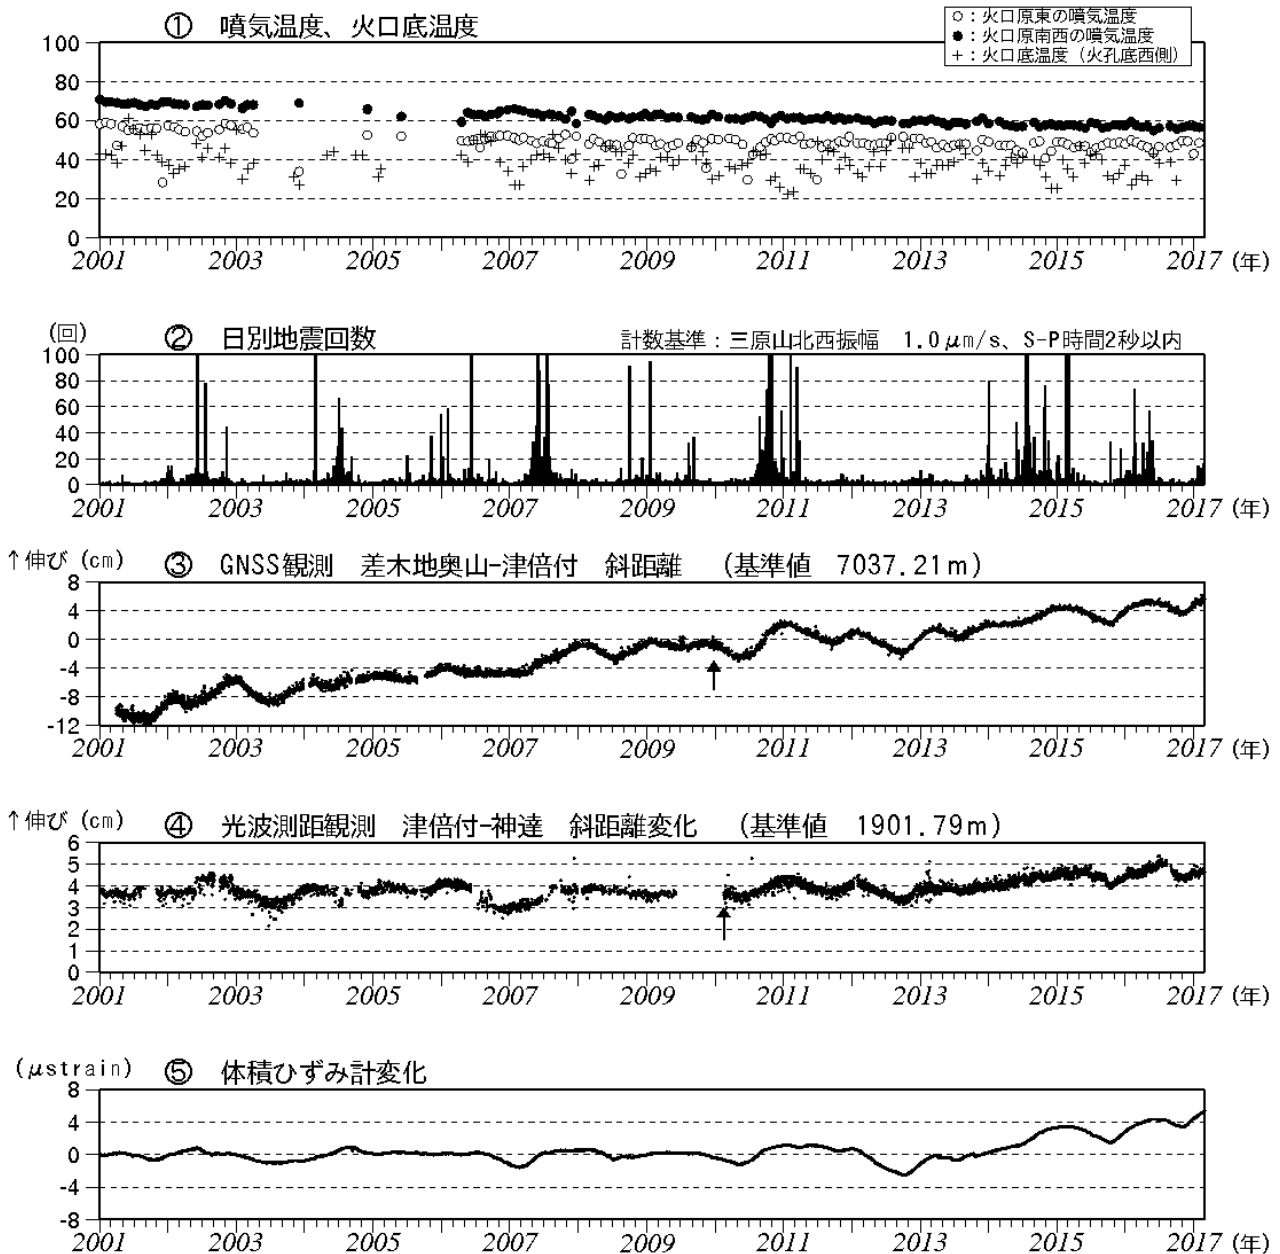 ① 噴気温度、火口底温度
○：火口原東の噴気温度
●：火口原南西の噴気温度
＋：火口底温度（火孔底西側）
100
80
60
40
20
0
2001 2003 2005 2007 2009 2011 2013 2015 2017 (年)
(回) ② 日別地震回数 計数基準：三原山北西振幅 1.0μm/s、S-P時間2秒以内
100
80
60
40
20
0
2001 2003 2005 2007 2009 2011 2013 2015 2017 (年)
↑伸び (cm) ③ GNSS観測 差木地奥山-津倍付 斜距離 (基準値 7037.21m)
8
4
0
-4
-8
-12
2001 2003 2005 2007 2009 2011 2013 2015 2017 (年)
↑伸び (cm) ④ 光波測距観測 津倍付-神達 斜距離変化 (基準値 1901.79m)
6
5
4
3
2
1
0
2001 2003 2005 2007 2009 2011 2013 2015 2017 (年)
(μstrain) ⑤ 体積ひずみ計変化
8
4
0
-4
-8
2001 2003 2005 2007 2009 2011 2013 2015 2017 (年)